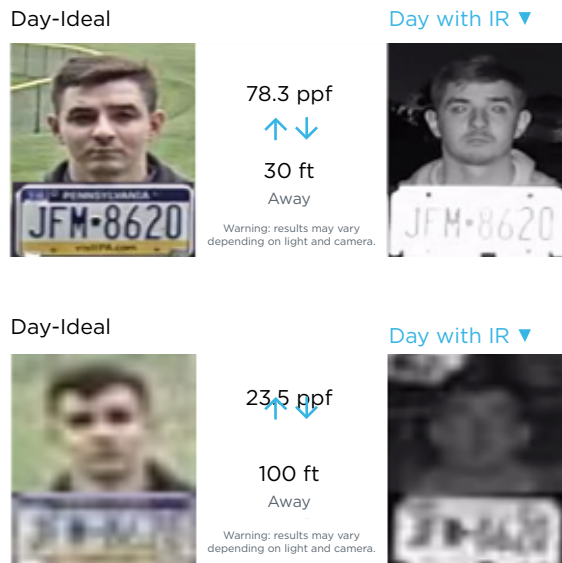 Day-Ideal
Day with IR ▼
78.3 ppf
↑ ↓
30 ft
Away
Warning: results may vary
depending on light and camera.
PENNSYLVANIA
JFM•8620
visitPA.com
JFM•8620
Day-Ideal
Day with IR ▼
23.5 ppf
↑ ↓
100 ft
Away
Warning: results may vary
depending on light and camera.